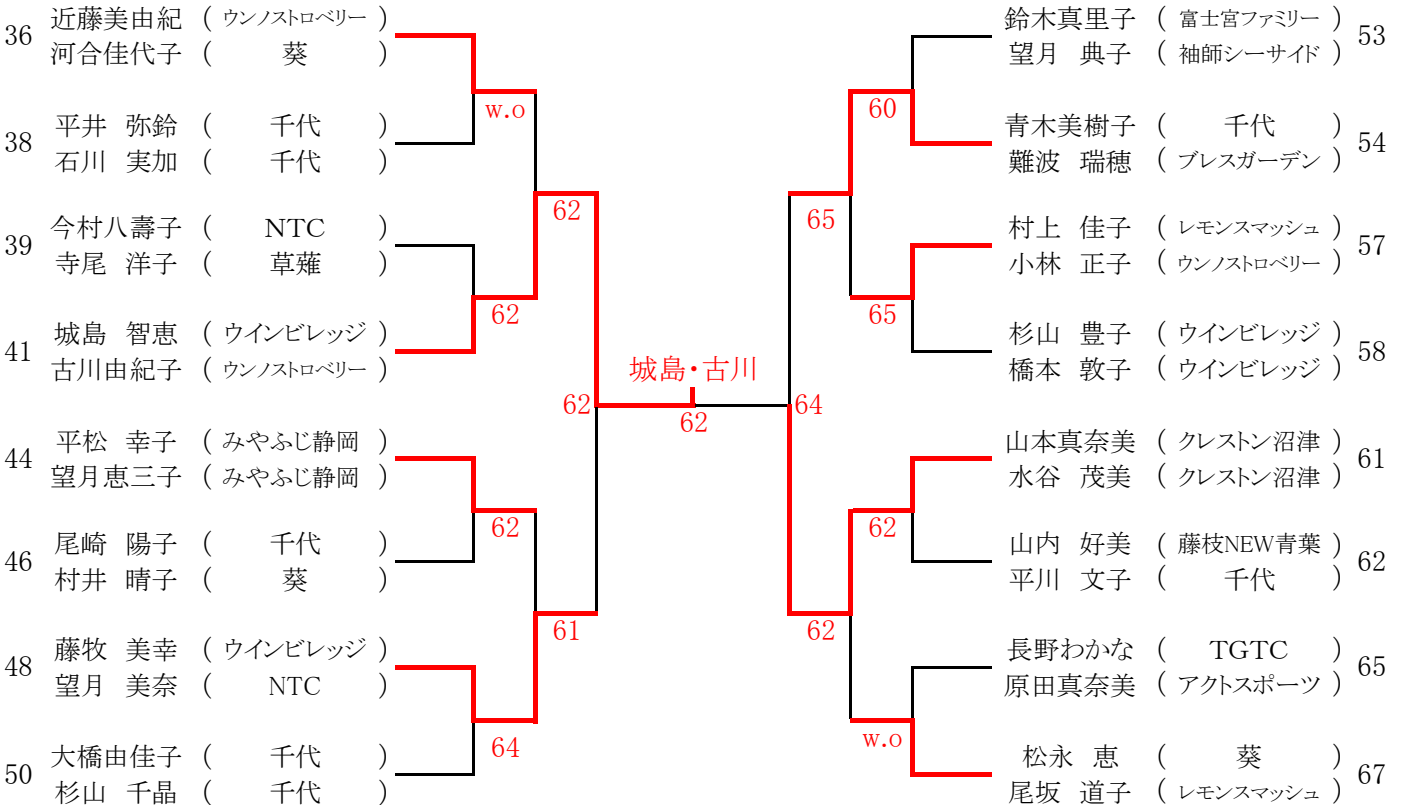 36 近藤美由紀 ( ウンノストロベリー )
河合佳代子 ( 葵 )
w.o
38 平井 弥鈴 ( 千代 )
石川 実加 ( 千代 )
62
39 今村八壽子 ( NTC )
寺尾 洋子 ( 草薙 )
62
41 城島 智恵 ( ウインビレッジ )
古川由紀子 ( ウンノストロベリー )
62
44 平松 幸子 ( みやふじ静岡 )
望月恵三子 ( みやふじ静岡 )
62
46 尾崎 陽子 ( 千代 )
村井 晴子 ( 葵 )
61
48 藤牧 美幸 ( ウインビレッジ )
望月 美奈 ( NTC )
64
50 大橋由佳子 ( 千代 )
杉山 千晶 ( 千代 )
城島・古川
62
鈴木真里子 ( 富士宮ファミリー ) 53
望月 典子 ( 袖師シーサイド )
60
青木美樹子 ( 千代 ) 54
難波 瑞穂 ( ブレスガーデン )
65
村上 佳子 ( レモンスマッシュ ) 57
小林 正子 ( ウンノストロベリー )
65
杉山 豊子 ( ウインビレッジ ) 58
橋本 敦子 ( ウインビレッジ )
64
山本真奈美 ( クレストン沼津 ) 61
水谷 茂美 ( クレストン沼津 )
62
山内 好美 ( 藤枝NEW青葉 ) 62
平川 文子 ( 千代 )
62
長野わかな ( TGTC ) 65
原田真奈美 ( アクトスポーツ )
w.o
松永 恵 ( 葵 ) 67
尾坂 道子 ( レモンスマッシュ )